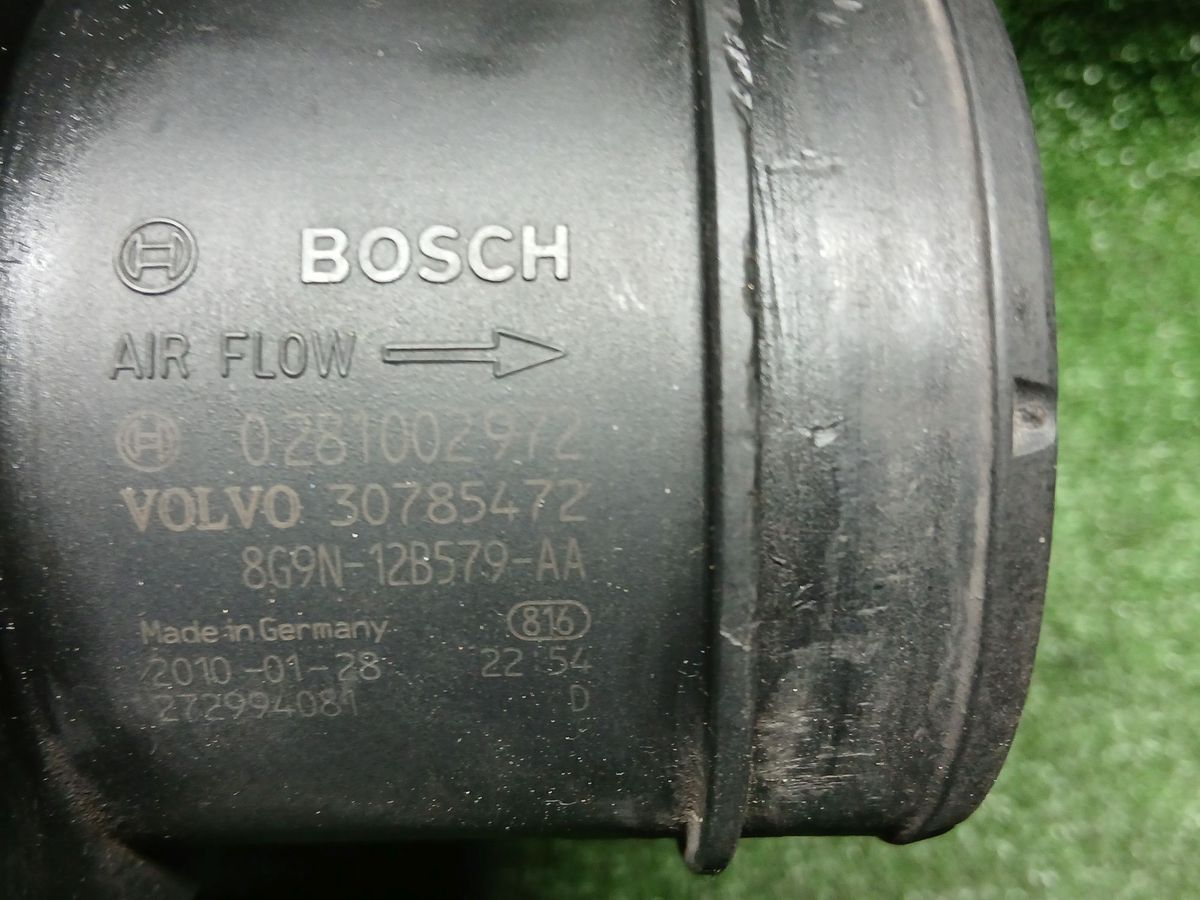 BOSCH
AIR FLOW
0281002972
VOLVO 30785472
8G9N-12B579-AA
Made in Germany 816
2010-01-28 22:54
272994081 D